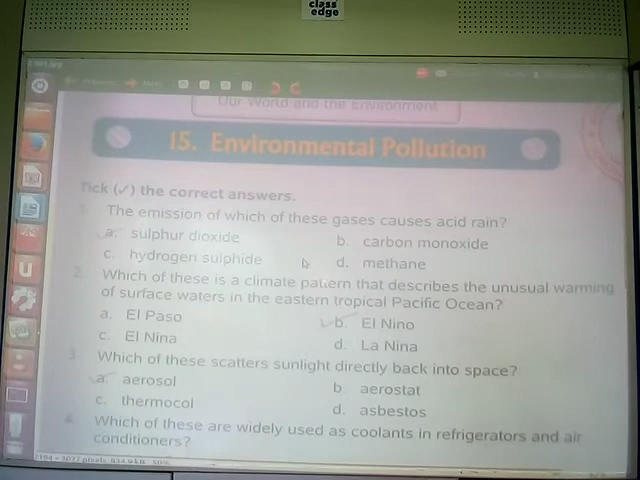 class
edge
Our World and the Environment
15. Environmental Pollution
Tick (✓) the correct answers.
1. The emission of which of these gases causes acid rain?
a. sulphur dioxide
b. carbon monoxide
c. hydrogen sulphide
d. methane
2. Which of these is a climate pattern that describes the unusual warming
of surface waters in the eastern tropical Pacific Ocean?
a. El Paso
b. El Nino
c. El Nina
d. La Nina
3. Which of these scatters sunlight directly back into space?
a. aerosol
b. aerostat
c. thermocol
d. asbestos
4. Which of these are widely used as coolants in refrigerators and air
conditioners?